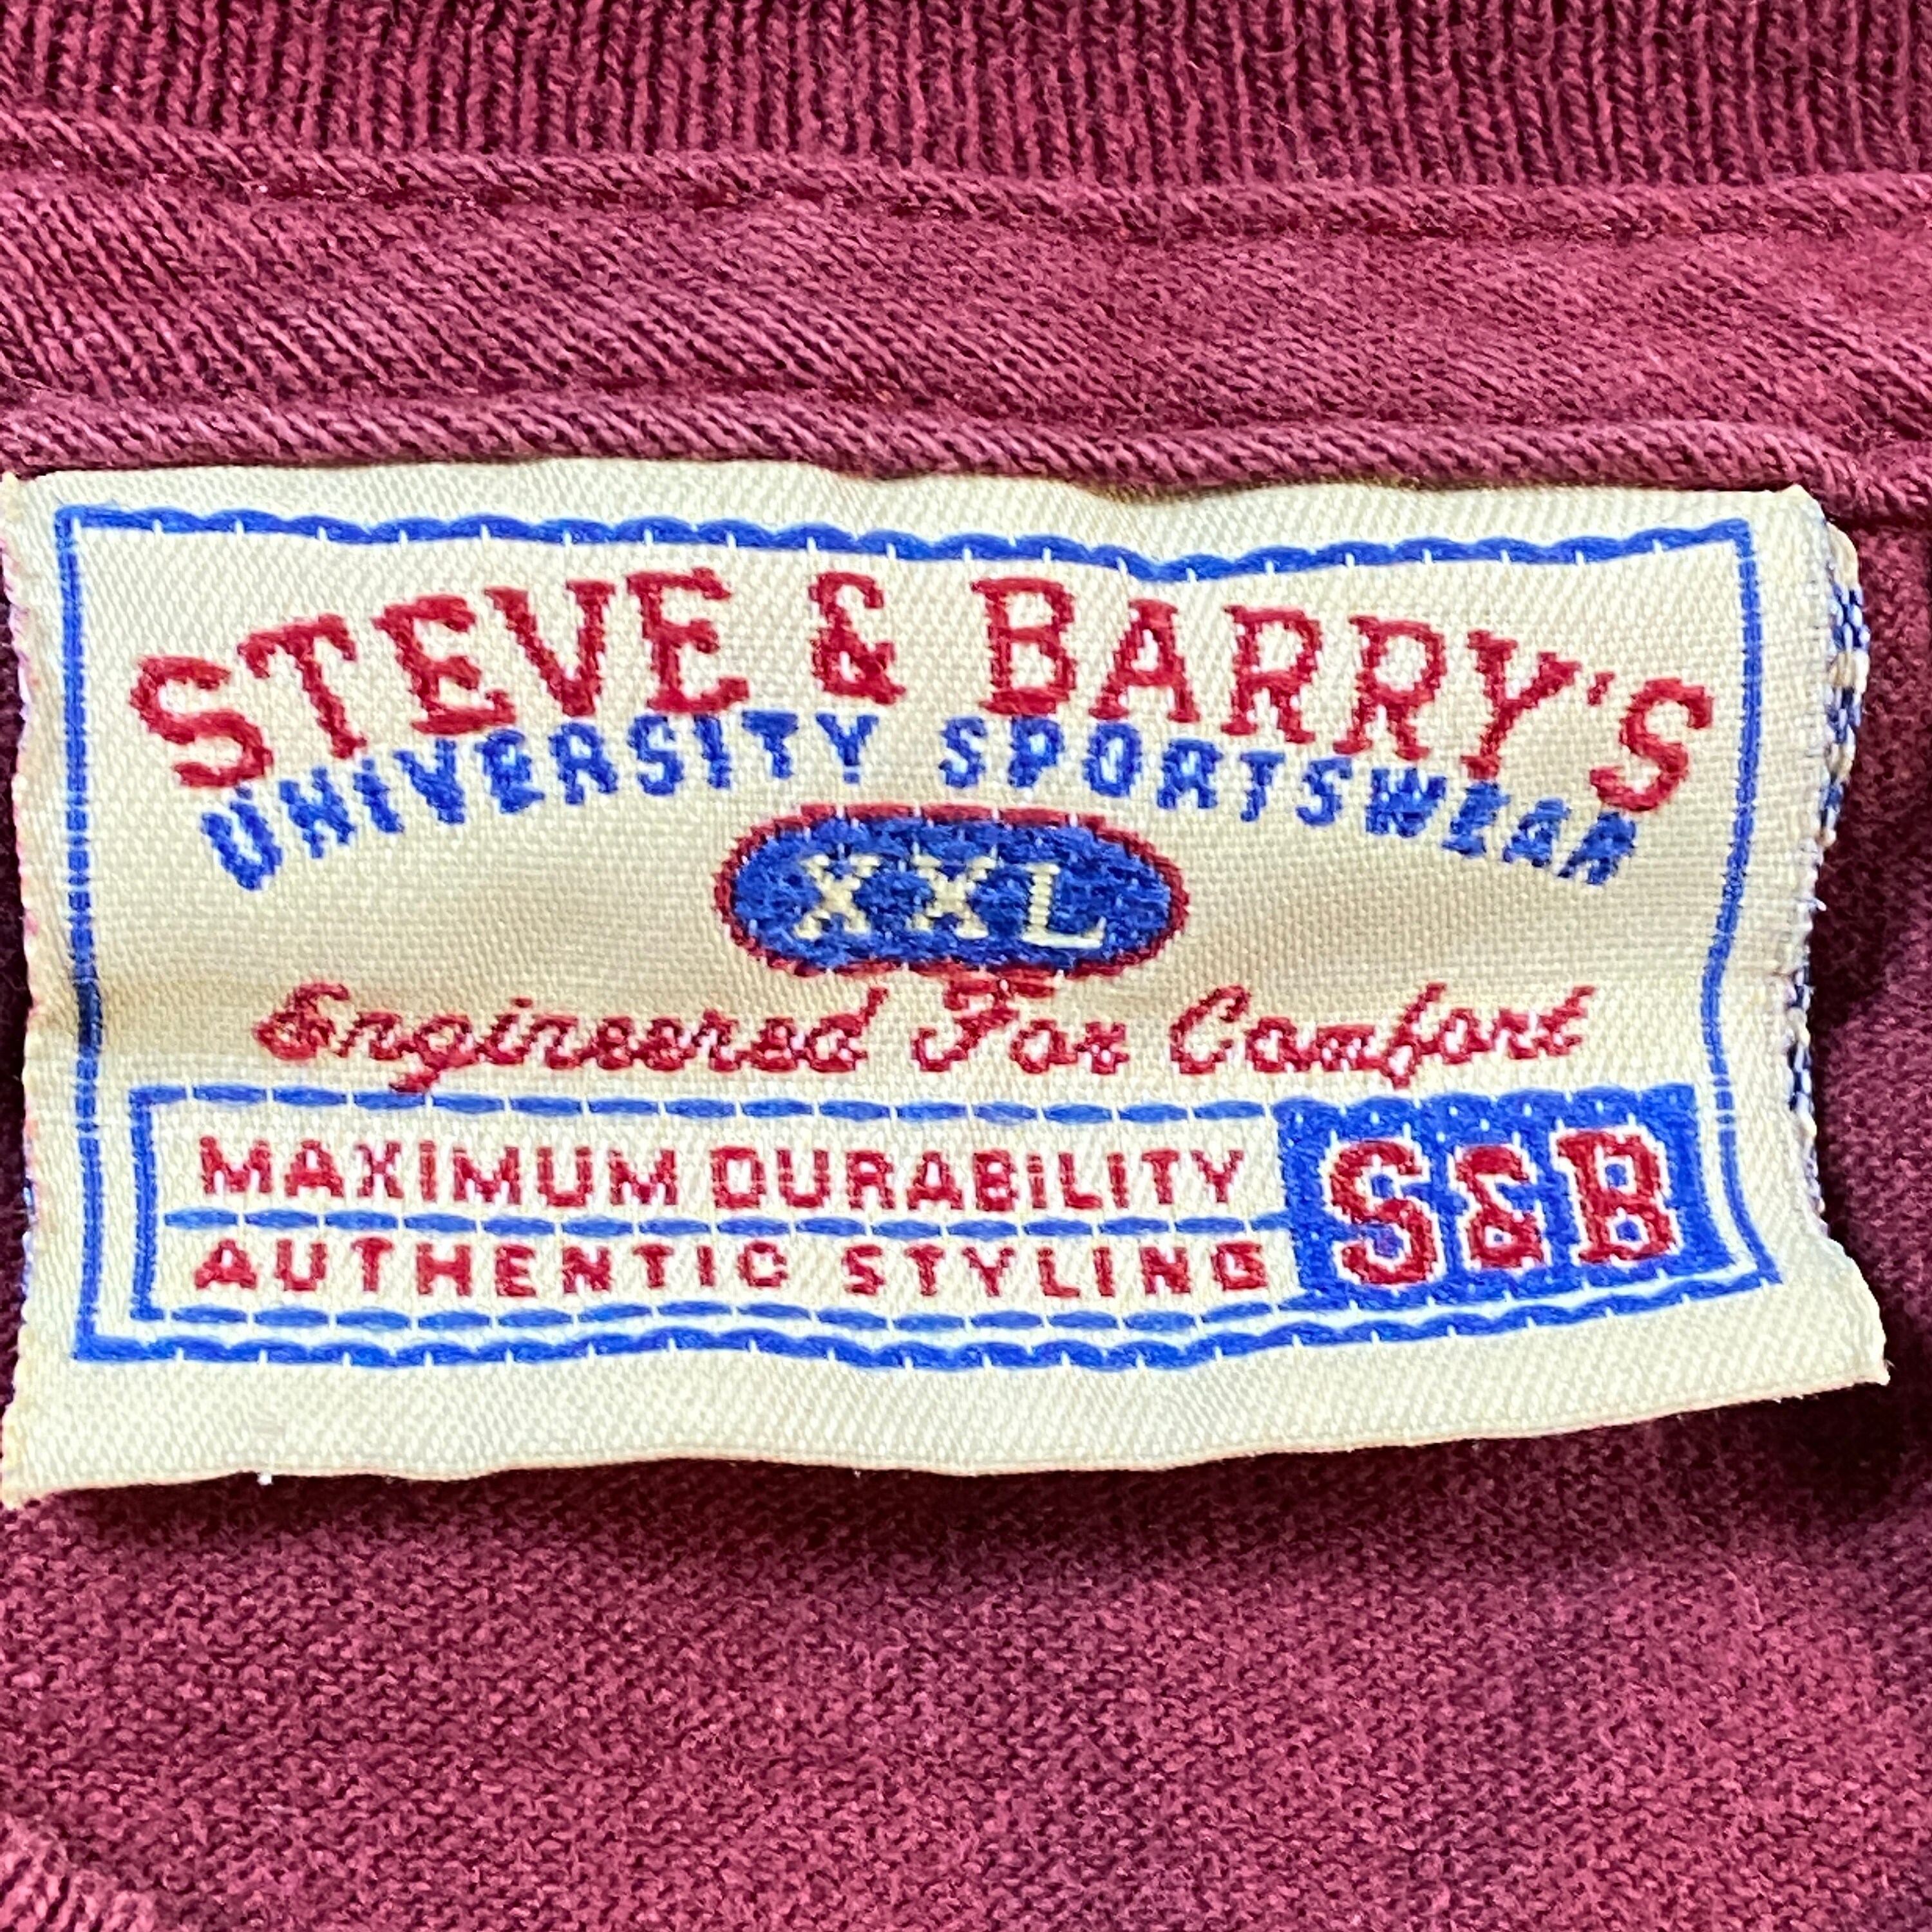 STEVE & BARRY'S
UNIVERSITY SPORTSWEAR
XXL
Engineered For Comfort
MAXIMUM DURABILITY
AUTHENTIC STYLING
S&B